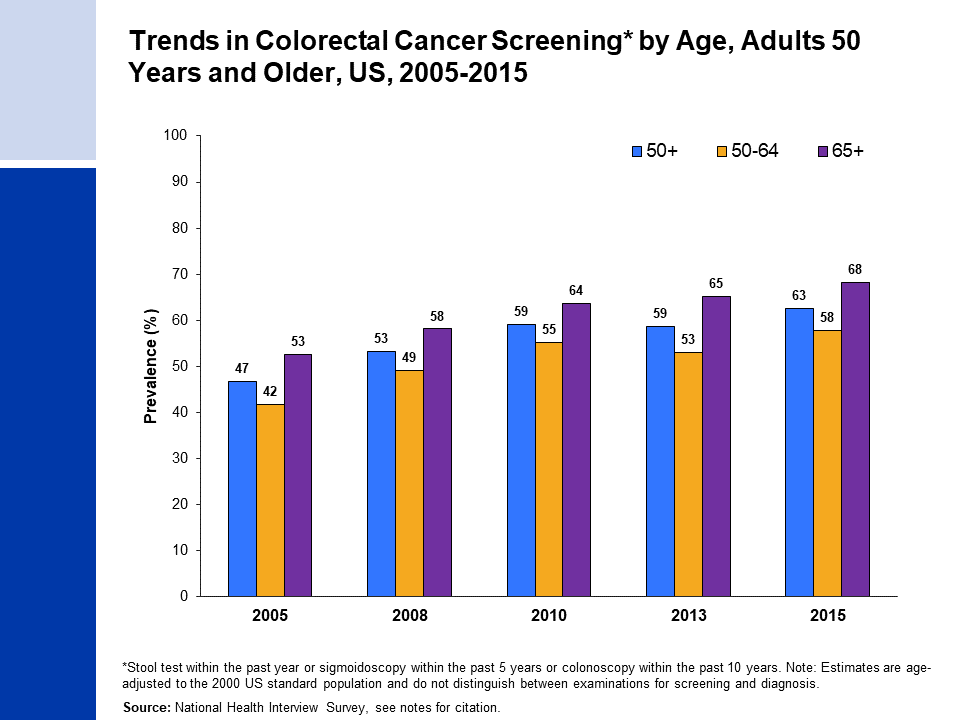 Trends in Colorectal Cancer Screening* by Age, Adults 50
Years and Older, US, 2005-2015
50+ 50-64 65+
Prevalence (%)
100
90
80
70
60
50
40
30
20
10
0
47 42 53
53 49 58
59 55 64
59 53 65
63 58 68
2005 2008 2010 2013 2015
*Stool test within the past year or sigmoidoscopy within the past 5 years or colonoscopy within the past 10 years. Note: Estimates are age-
adjusted to the 2000 US standard population and do not distinguish between examinations for screening and diagnosis.
Source: National Health Interview Survey, see notes for citation.